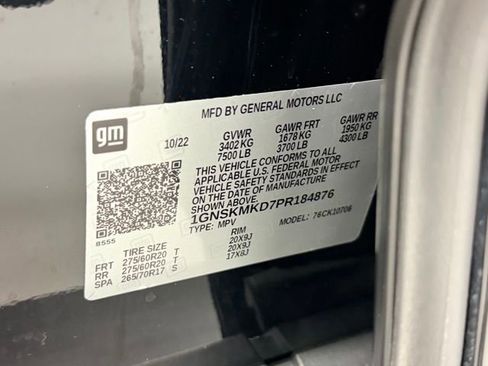 MFD BY GENERAL MOTORS LLC
gm
10/22 GVWR GAWR FRT GAWR RR
3402 KG 1678 KG 1950 KG
7500 LB 3700 LB 4300 LB
THIS VEHICLE CONFORMS TO ALL
APPLICABLE U.S. FEDERAL MOTOR
VEHICLE SAFETY STANDARDS IN EFFECT
ON THE DATE OF MANUFACTURE
SHOWN ABOVE.
1GNSKMKD7PR184876
TYPE: MPV MODEL: 76CK10706
8555
TIRE SIZE RIM
FRT 275/60R20 T 20X9J
RR 275/60R20 T 20X9J
SPA 265/70R17 S 17X8J